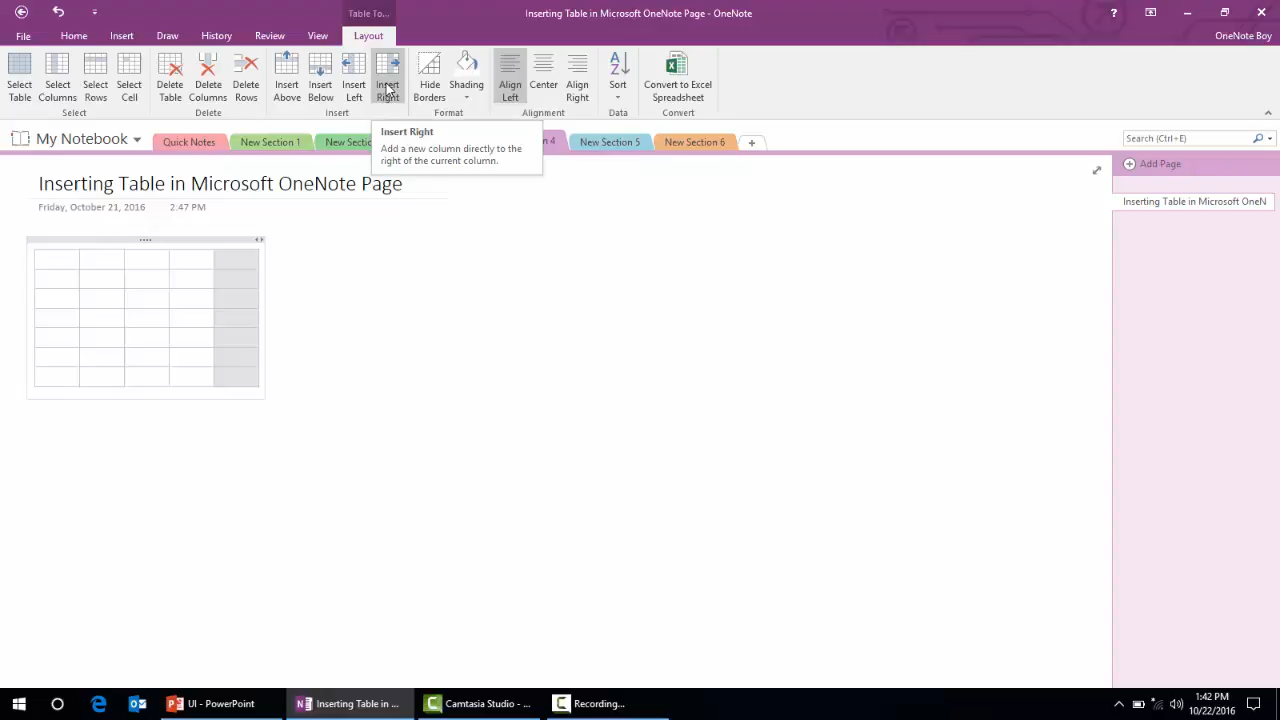 Table To...
Inserting Table in Microsoft OneNote Page - OneNote
?
File
Home
Insert
Draw
History
Review
View
Layout
OneNote Boy
Select Table
Select Columns
Select Rows
Select Cell
Delete Table
Delete Columns
Delete Rows
Insert Above
Insert Below
Insert Left
Insert Right
Hide Borders
Shading
Align Left
Center
Align Right
Sort
Convert to Excel Spreadsheet
Select
Delete
Insert
Format
Alignment
Data
Convert
My Notebook
Quick Notes
New Section 1
New Sectio
n 4
New Section 5
New Section 6
+
Search (Ctrl+E)
Insert Right
Add a new column directly to the
right of the current column.
Add Page
Inserting Table in Microsoft OneN
Inserting Table in Microsoft OneNote Page
Friday, October 21, 2016 2:47 PM
UI - PowerPoint
Inserting Table in ...
Camtasia Studio - ...
Recording...
1:42 PM
10/22/2016